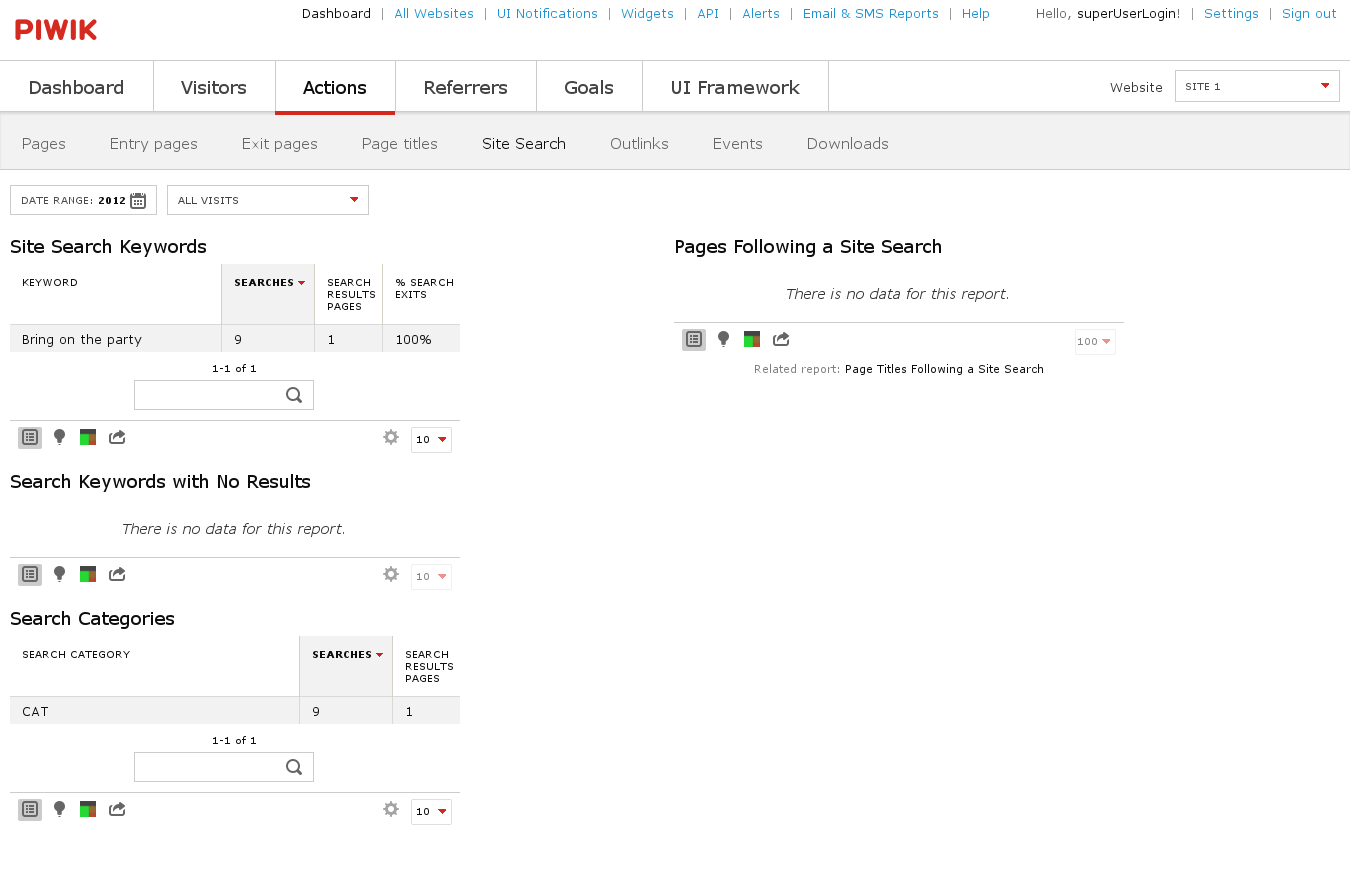 PIWIK
Dashboard | All Websites | UI Notifications | Widgets | API | Alerts | Email & SMS Reports | Help
Hello, superUserLogin! | Settings | Sign out
Dashboard Visitors Actions Referrers Goals UI Framework
Website SITE 1
Pages Entry pages Exit pages Page titles Site Search Outlinks Events Downloads
DATE RANGE: 2012
ALL VISITS
Site Search Keywords
KEYWORD SEARCHES SEARCH RESULTS PAGES % SEARCH EXITS
Bring on the party 9 1 100%
1-1 of 1
10
Search Keywords with No Results
There is no data for this report.
10
Search Categories
SEARCH CATEGORY SEARCHES SEARCH RESULTS PAGES
CAT 9 1
1-1 of 1
10
Pages Following a Site Search
There is no data for this report.
100
Related report: Page Titles Following a Site Search